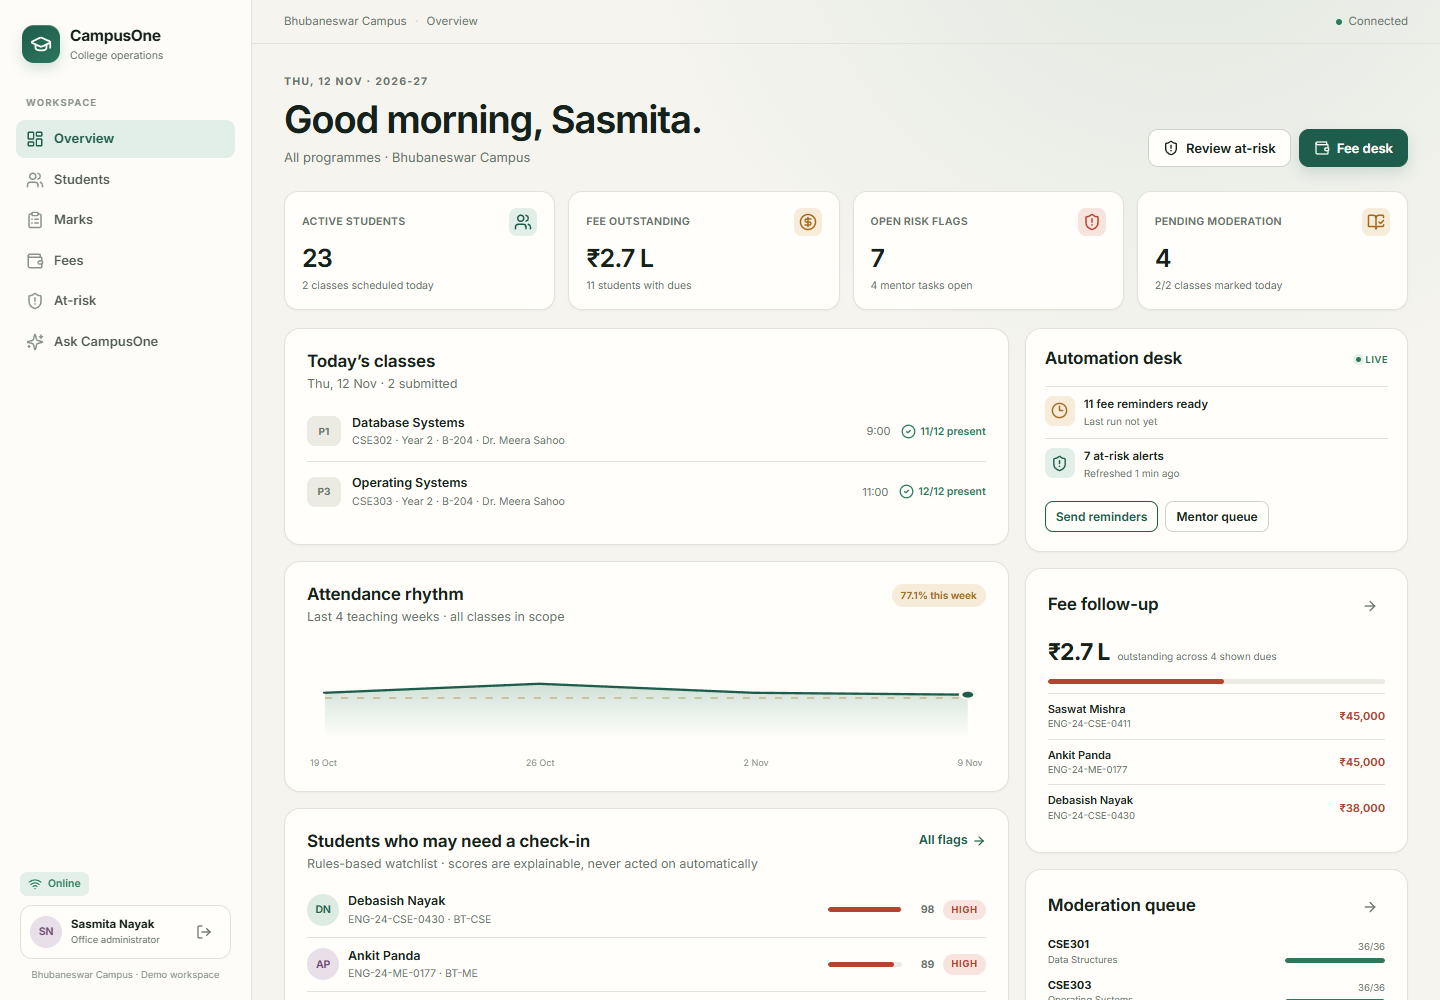 CampusOne
College operations
WORKSPACE
Overview
Students
Marks
Fees
At-risk
Ask CampusOne
Online
SN
Sasmita Nayak
Office administrator
Bhubaneswar Campus · Demo workspace
Bhubaneswar Campus · Overview
Connected
THU, 12 NOV · 2026-27
Good morning, Sasmita.
All programmes · Bhubaneswar Campus
Review at-risk
Fee desk
ACTIVE STUDENTS
23
2 classes scheduled today
FEE OUTSTANDING
₹2.7 L
11 students with dues
OPEN RISK FLAGS
7
4 mentor tasks open
PENDING MODERATION
4
2/2 classes marked today
Today’s classes
Thu, 12 Nov · 2 submitted
P1
Database Systems
CSE302 · Year 2 · B-204 · Dr. Meera Sahoo
9:00
11/12 present
P3
Operating Systems
CSE303 · Year 2 · B-204 · Dr. Meera Sahoo
11:00
12/12 present
Attendance rhythm
Last 4 teaching weeks · all classes in scope
77.1% this week
19 Oct
26 Oct
2 Nov
9 Nov
Students who may need a check-in
Rules-based watchlist · scores are explainable, never acted on automatically
All flags
DN
Debasish Nayak
ENG-24-CSE-0430 · BT-CSE
98
HIGH
AP
Ankit Panda
ENG-24-ME-0177 · BT-ME
89
HIGH
Automation desk
LIVE
11 fee reminders ready
Last run not yet
7 at-risk alerts
Refreshed 1 min ago
Send reminders
Mentor queue
Fee follow-up
₹2.7 L outstanding across 4 shown dues
Saswat Mishra
ENG-24-CSE-0411
₹45,000
Ankit Panda
ENG-24-ME-0177
₹45,000
Debasish Nayak
ENG-24-CSE-0430
₹38,000
Moderation queue
CSE301
Data Structures
36/36
CSE303
Operating Systems
36/36